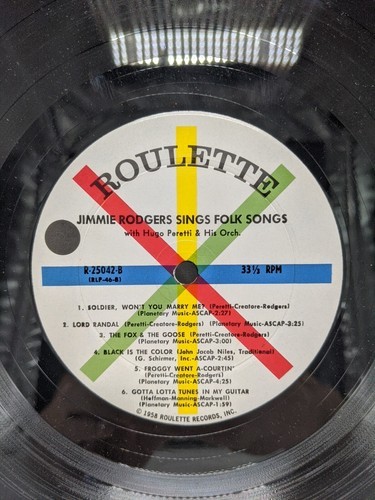 ROULETTE
JIMMIE RODGERS SINGS FOLK SONGS
with Hugo Peretti & His Orch.
R-25042-B 33⅓ RPM
(RLP-46-B)
1. SOLDIER, WON'T YOU MARRY ME? (Peretti-Creatore-Rodgers)
(Planetary Music-ASCAP-2:27)
2. LORD RANDAL (Peretti-Creatore-Rodgers) (Planetary Music-ASCAP-3:25)
3. THE FOX & THE GOOSE (Peretti-Creatore-Rodgers)
(Planetary Music-ASCAP-3:00)
4. BLACK IS THE COLOR (John Jacob Niles, Traditional)
(G. Schirmer, Inc.-ASCAP-2:45)
5. FROGGY WENT A-COURTIN'
(Peretti-Creatore-Rodgers)
(Planetary Music-ASCAP-4:25)
6. GOTTA LOTTA TUNES IN MY GUITAR
(Hoffman-Manning-Markwell)
(Planetary Music-ASCAP-1:59)
© 1958 ROULETTE RECORDS, INC.